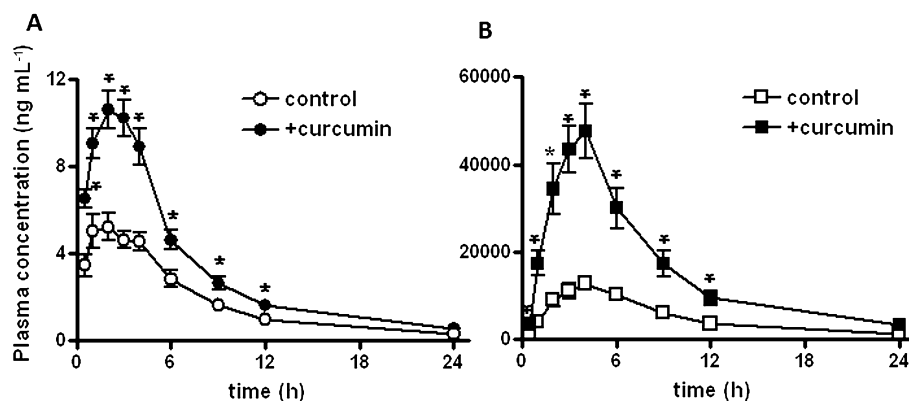 A
Plasma concentration (ng mL-1)
12
8
4
0
* * * *
*
* * *
control
+curcumin
0 6 12 18 24
time (h)
B
60000
40000
20000
0
* * * *
* * * *
control
+curcumin
0 6 12 18 24
time (h)